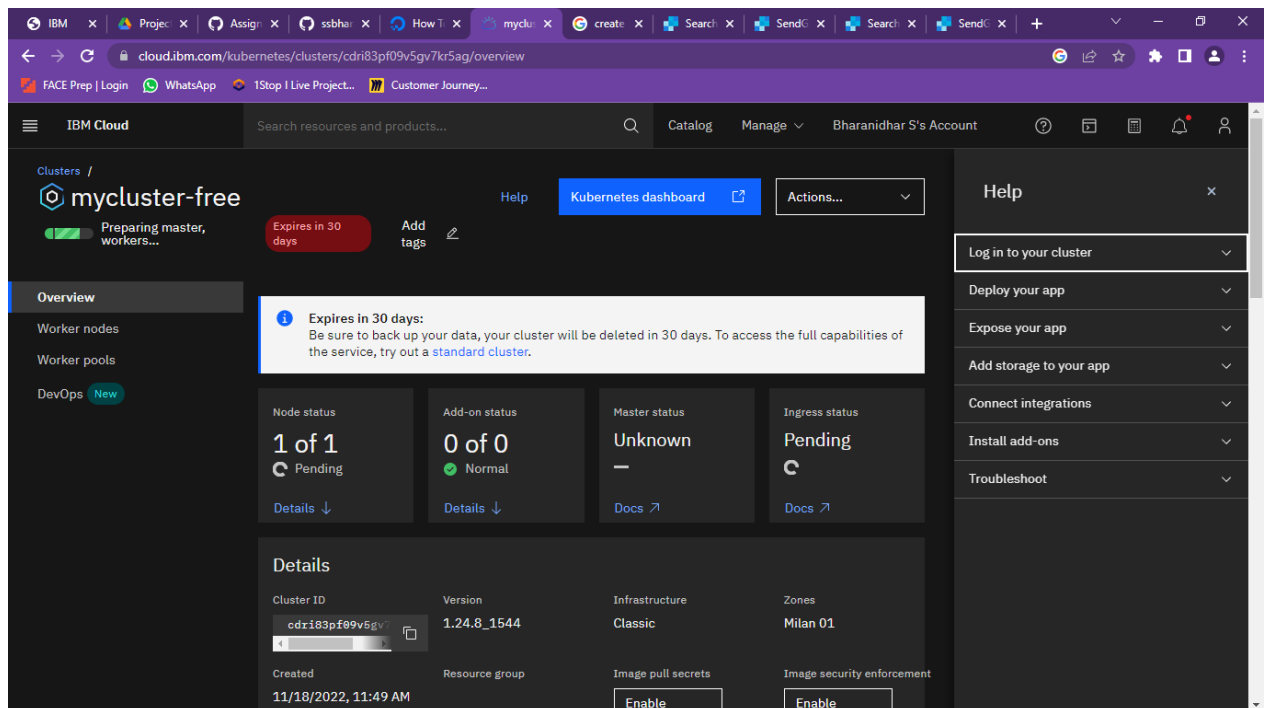 IBM
Projec
Assign
ssbhar
How T
myclus
create
Search
SendG
Search
SendG
cloud.ibm.com/kubernetes/clusters/cdri83pf09v5gv7kr5ag/overview
FACE Prep | Login
WhatsApp
1Stop I Live Project...
Customer Journey...
IBM Cloud
Search resources and products...
Catalog
Manage
Bharanidhar S's Account
Clusters /
mycluster-free
Preparing master,
workers...
Expires in 30
days
Add
tags
Help
Kubernetes dashboard
Actions...
Overview
Worker nodes
Worker pools
DevOps New
Expires in 30 days:
Be sure to back up your data, your cluster will be deleted in 30 days. To access the full capabilities of
the service, try out a standard cluster.
Node status
1 of 1
Pending
Details ↓
Add-on status
0 of 0
Normal
Details ↓
Master status
Unknown
—
Docs ↗
Ingress status
Pending
Docs ↗
Details
Cluster ID
cdri83pf09v5gv7
Version
1.24.8_1544
Infrastructure
Classic
Zones
Milan 01
Created
11/18/2022, 11:49 AM
Resource group
Image pull secrets
Enable
Image security enforcement
Enable
Help
Log in to your cluster
Deploy your app
Expose your app
Add storage to your app
Connect integrations
Install add-ons
Troubleshoot